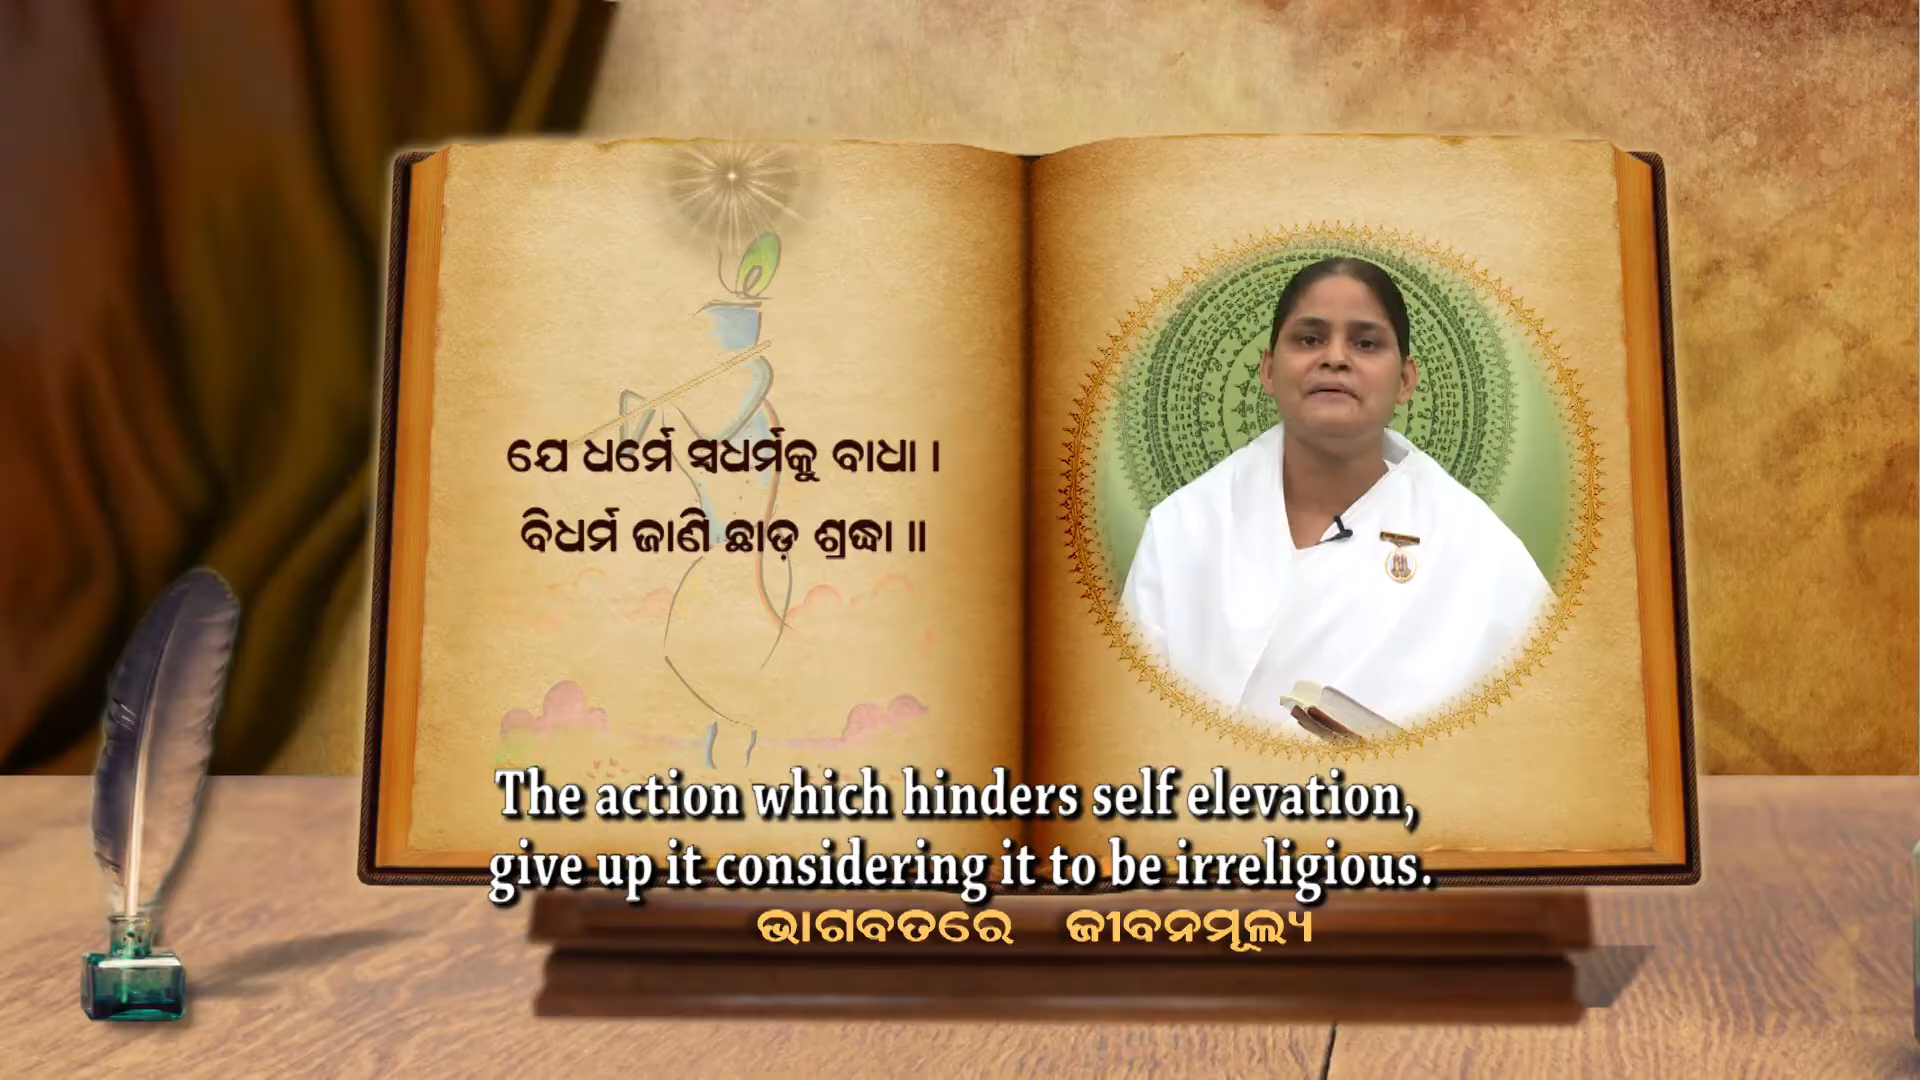 ଯେ ଧର୍ମେ ସ୍ଵଧର୍ମକୁ ବାଧା ।
ବିଧର୍ମ ଜାଣି ଛାଡ଼ ଶ୍ରଦ୍ଧା ॥
The action which hinders self elevation,
give up it considering it to be irreligious.
ଭାଗବତରେ ଜୀବନମୂଲ୍ୟ